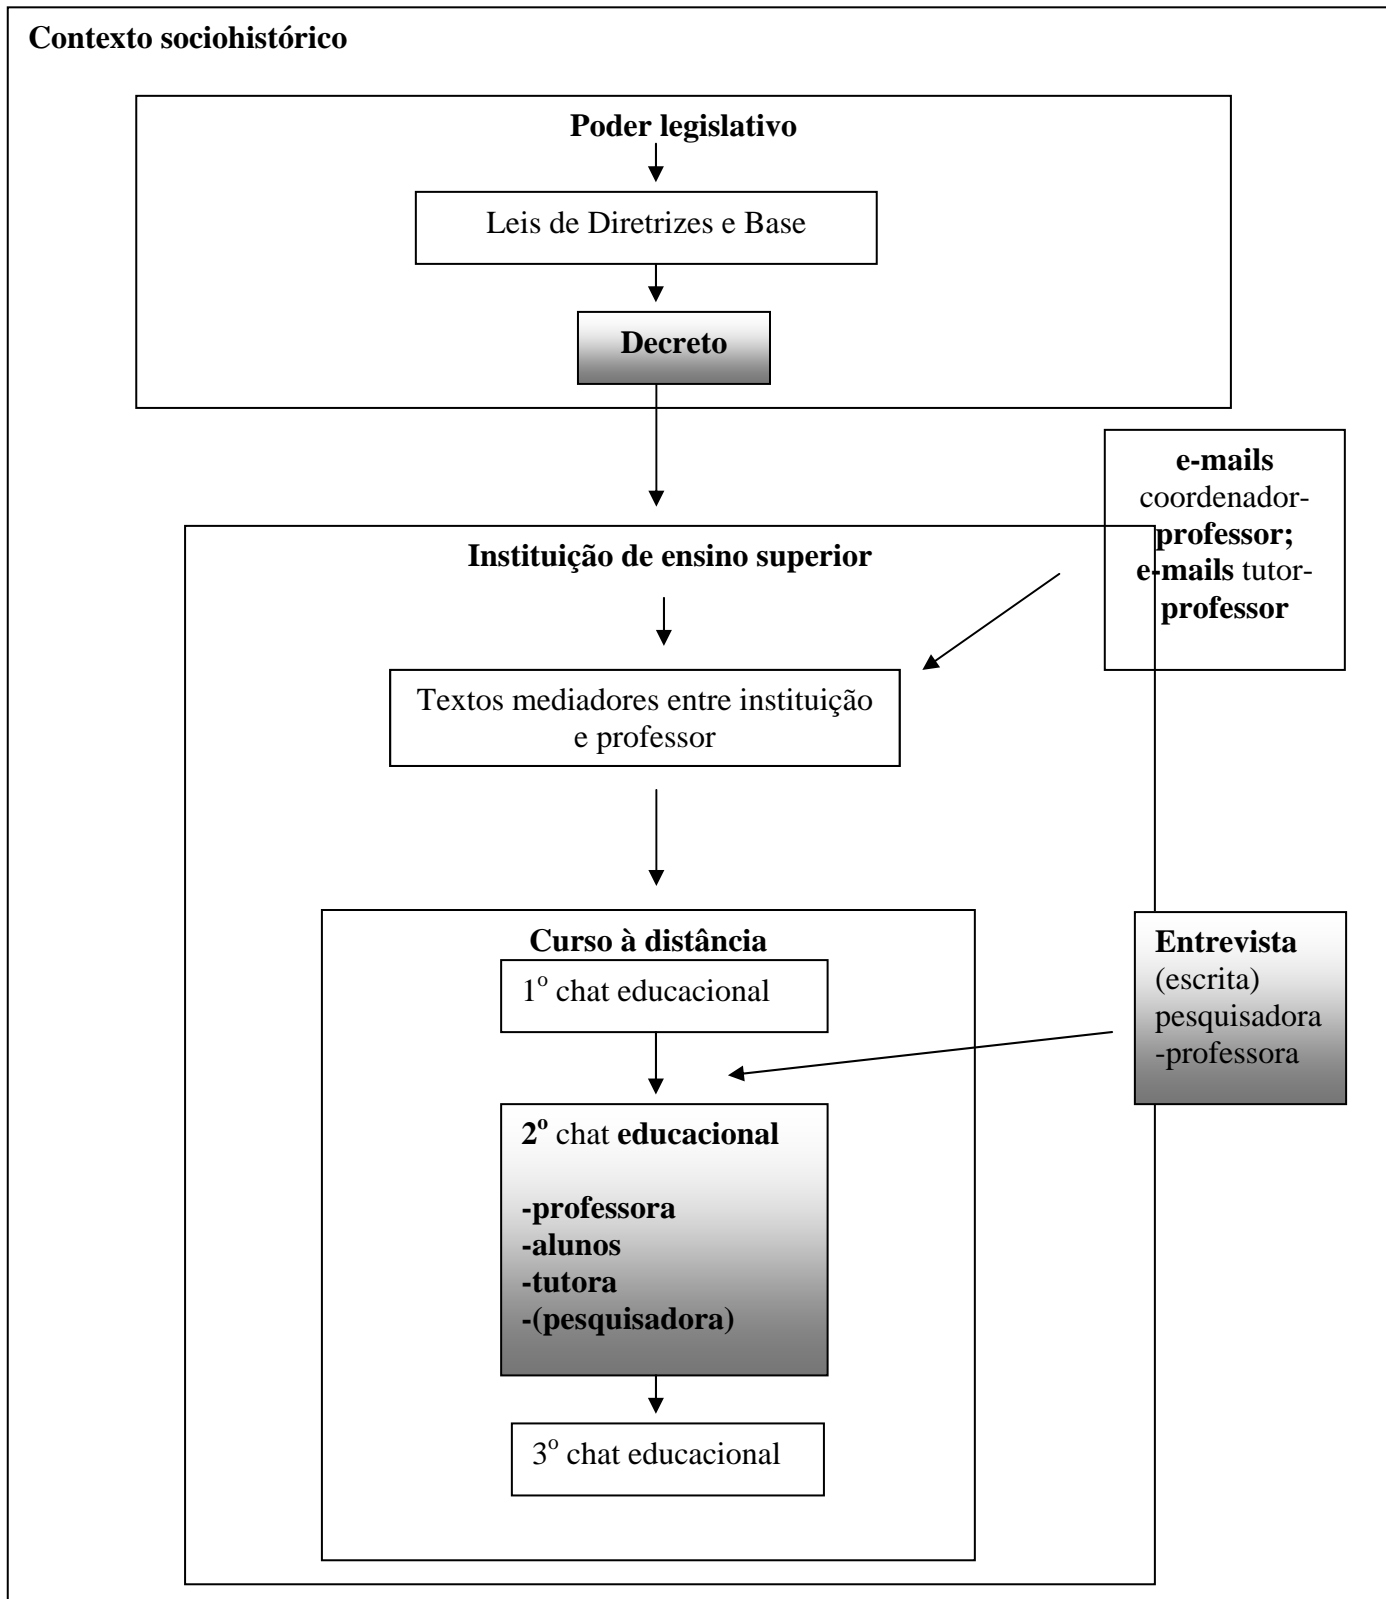 Contexto sociohistórico
Poder legislativo
Leis de Diretrizes e Base
Decreto
e-mails
coordenador-
professor;
e-mails tutor-
professor
Instituição de ensino superior
Textos mediadores entre instituição
e professor
Curso à distância
1º chat educacional
Entrevista
(escrita)
pesquisadora
-professora
2º chat educacional
-professora
-alunos
-tutora
-(pesquisadora)
3º chat educacional